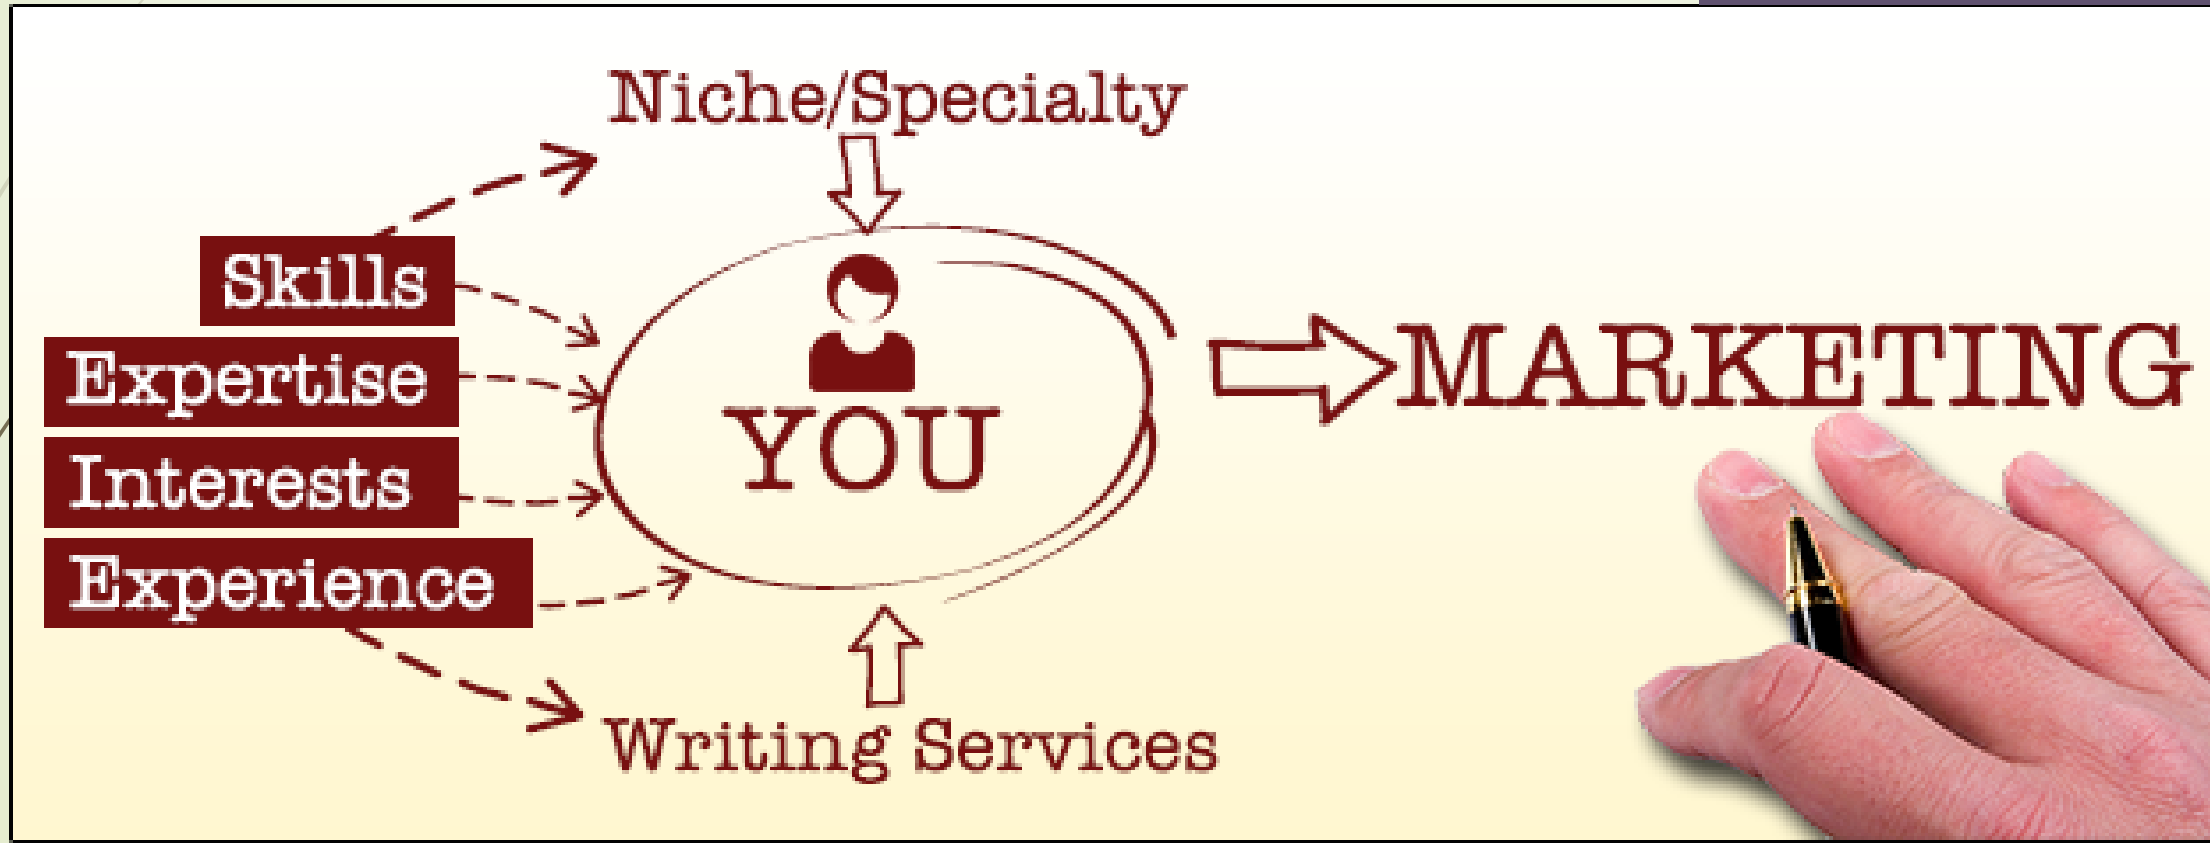 Niche/Specialty
Skills
Expertise
Interests
Experience
YOU
MARKETING
Writing Services